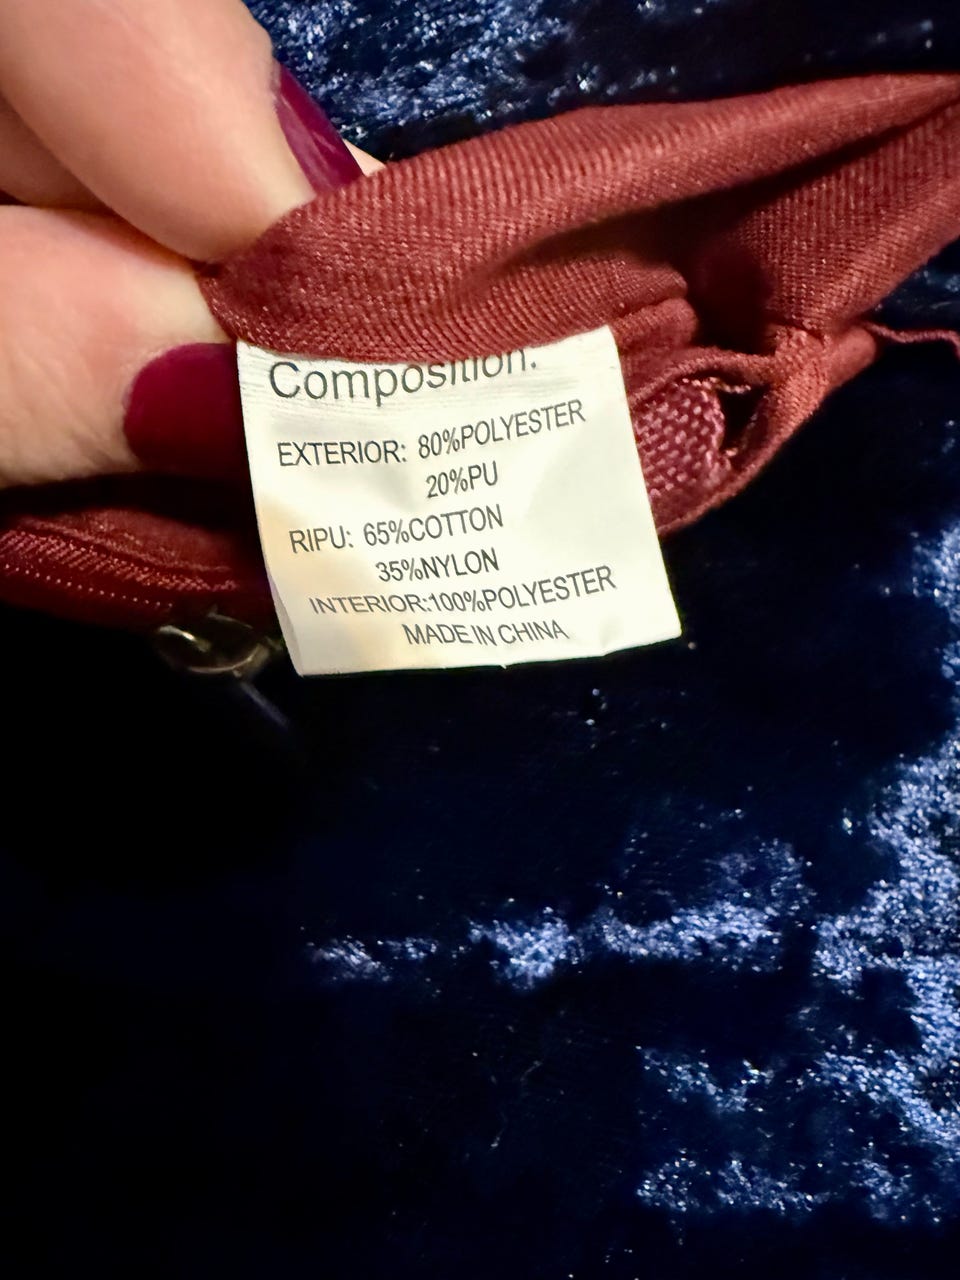 Composition:
EXTERIOR: 80%POLYESTER
20%PU
RIPU: 65%COTTON
35%NYLON
INTERIOR:100%POLYESTER
MADE IN CHINA